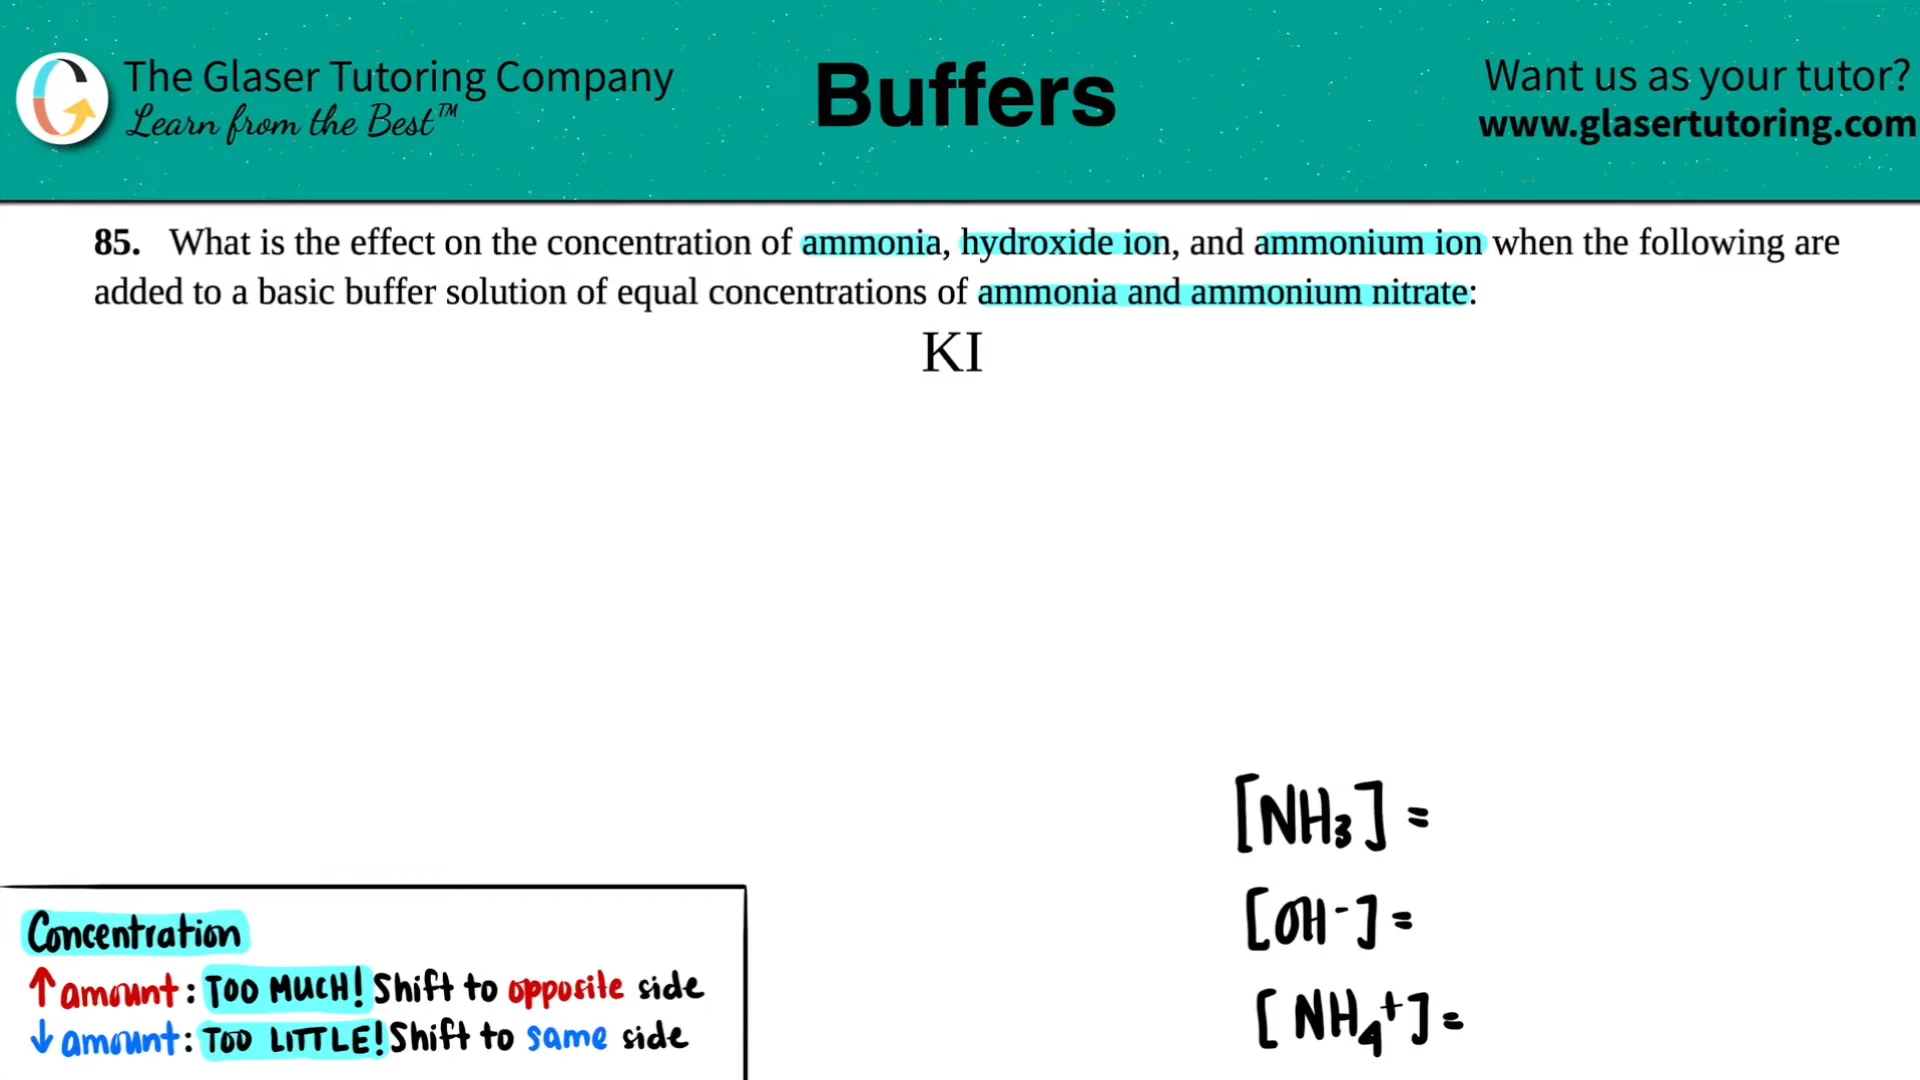 The Glaser Tutoring Company
Learn from the Best™
Buffers
Want us as your tutor?
www.glasertutoring.com
85. What is the effect on the concentration of ammonia, hydroxide ion, and ammonium ion when the following are
added to a basic buffer solution of equal concentrations of ammonia and ammonium nitrate:
KI
[NH₃] =
[OH⁻] =
[NH₄⁺] =
Concentration
↑ amount: TOO MUCH! Shift to opposite side
↓ amount: TOO LITTLE! Shift to same side